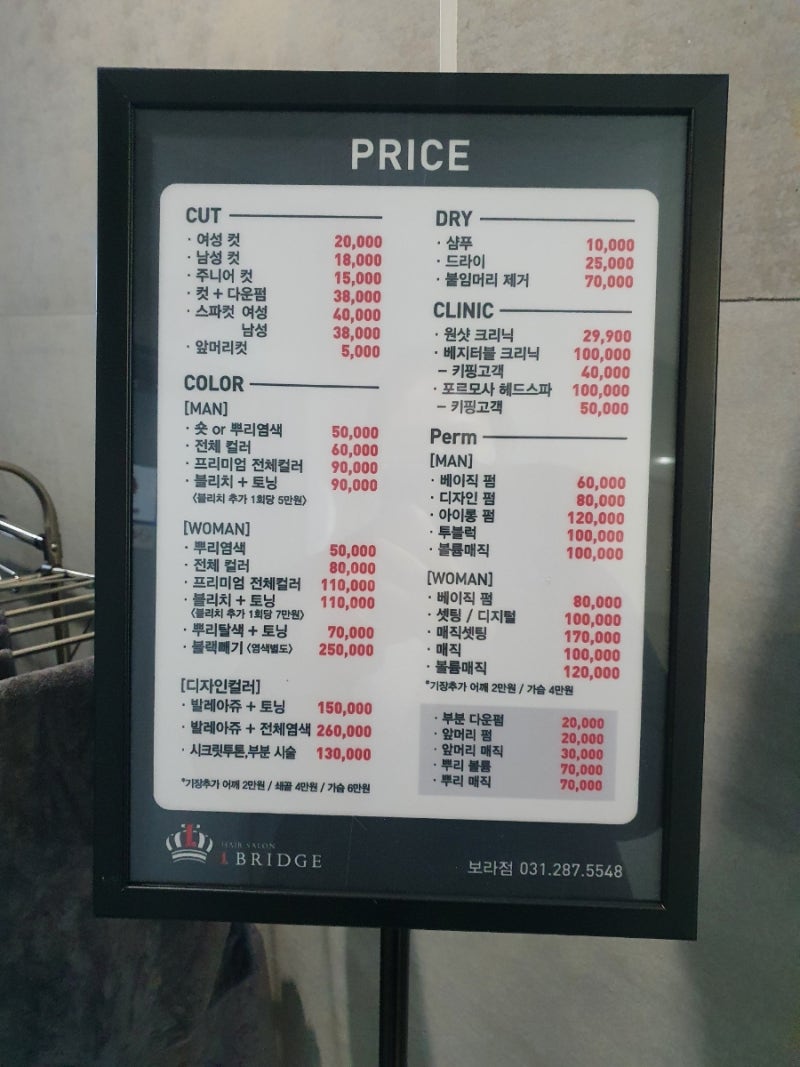 PRICE
CUT
· 여성 컷 20,000
· 남성 컷 18,000
· 주니어 컷 15,000
· 컷 + 다운펌 38,000
· 스파컷 여성 40,000
남성 38,000
· 앞머리컷 5,000
COLOR
[MAN]
· 숏 or 뿌리염색 50,000
· 전체 컬러 60,000
· 프리미엄 전체컬러 90,000
· 블리치 + 토닝 90,000
<블리치 추가 1회당 5만원>
[WOMAN]
· 뿌리염색 50,000
· 전체 컬러 80,000
· 프리미엄 전체컬러 110,000
· 블리치 + 토닝 110,000
<블리치 추가 1회당 7만원>
· 뿌리탈색 + 토닝 70,000
· 블랙빼기 <염색별도> 250,000
[디자인컬러]
· 발레아쥬 + 토닝 150,000
· 발레아쥬 + 전체염색 260,000
· 시크릿투톤,부분 시술 130,000
*기장추가 어깨 2만원 / 쇄골 4만원 / 가슴 6만원
DRY
· 샴푸 10,000
· 드라이 25,000
· 붙임머리 제거 70,000
CLINIC
· 원샷 크리닉 29,900
· 베지터블 크리닉 100,000
– 키핑고객 40,000
· 포르모사 헤드스파 100,000
– 키핑고객 50,000
Perm
[MAN]
· 베이직 펌 60,000
· 디자인 펌 80,000
· 아이롱 펌 120,000
· 투블럭 100,000
· 볼륨매직 100,000
[WOMAN]
· 베이직 펌 80,000
· 셋팅 / 디지털 100,000
· 매직셋팅 170,000
· 매직 100,000
· 볼륨매직 120,000
*기장추가 어깨 2만원 / 가슴 4만원
· 부분 다운펌 20,000
· 앞머리 펌 20,000
· 앞머리 매직 30,000
· 뿌리 볼륨 70,000
· 뿌리 매직 70,000
HAIR SALON
1 BRIDGE
보라점 031.287.5548